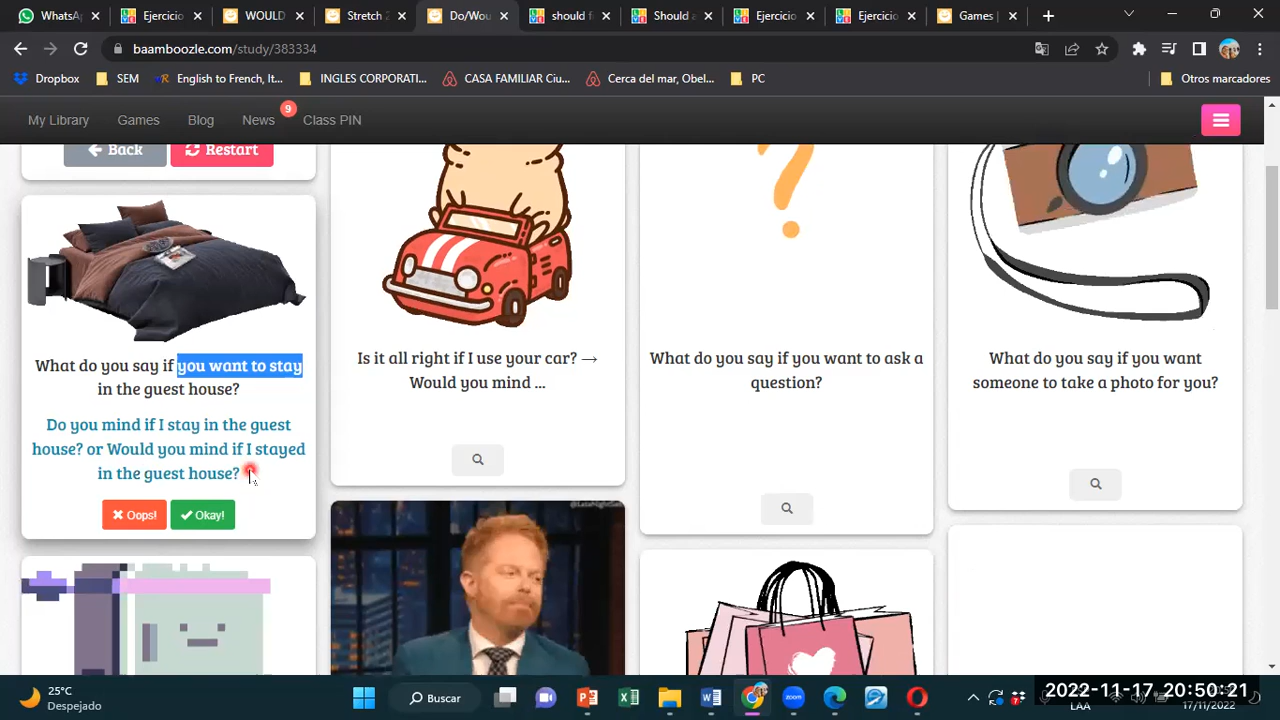 WhatsA
Ejercicio
WOULD
Stretch 2
Do/Wou
should f
Should a
Ejercicio
Ejercicio
Games |
baamboozle.com/study/383334
Dropbox
SEM
English to French, It...
INGLES CORPORATI...
CASA FAMILIAR Ciu...
Cerca del mar, Obel...
PC
Otros marcadores
My Library
Games
Blog
News
9
Class PIN
Back
Restart
What do you say if you want to stay
in the guest house?
Do you mind if I stay in the guest
house? or Would you mind if I stayed
in the guest house?
Oops!
Okay!
Is it all right if I use your car? →
Would you mind ...
?
What do you say if you want to ask a
question?
What do you say if you want
someone to take a photo for you?
25°C
Despejado
Buscar
LAA
2022-11-17 20:50:21
17/11/2022